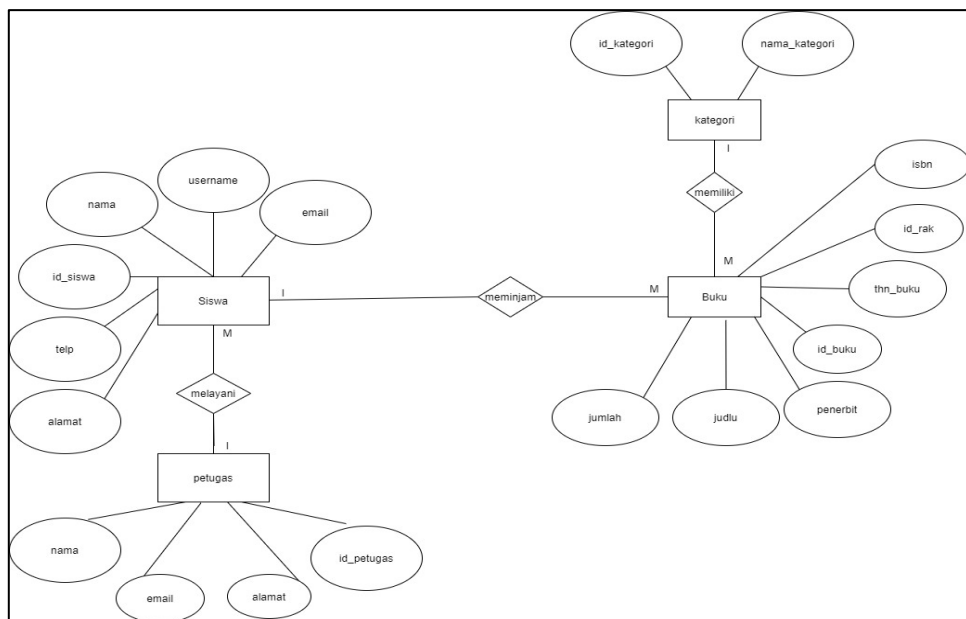 id_kategori
nama_kategori
kategori
I
memiliki
M
isbn
id_rak
thn_buku
id_buku
penerbit
judlu
jumlah
Buku
M
meminjam
I
username
nama
email
id_siswa
Siswa
telp
alamat
M
melayani
I
petugas
nama
email
alamat
id_petugas